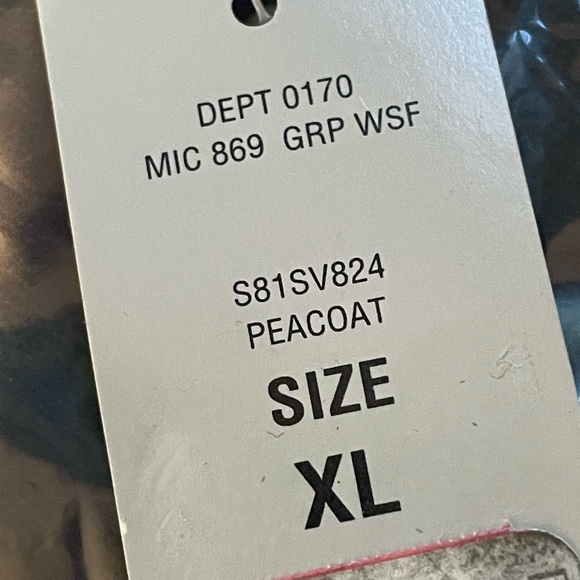 DEPT 0170
MIC 869 GRP WSF
S81SV824
PEACOAT
SIZE
XL